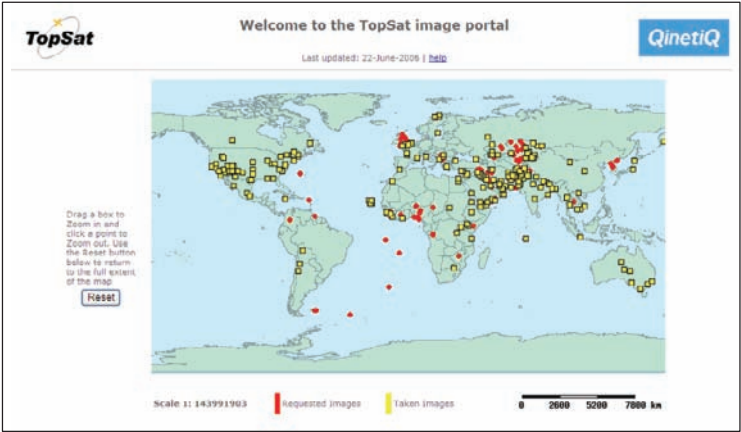 TopSat
Welcome to the TopSat image portal
QinetiQ
Last updated: 22-June-2006 | help
Drag a box to
Zoom in and
click a point to
Zoom out. Use
the Reset button
below to return
to the full extent
of the map
Reset
Scale 1: 143991903
Requested Images
Taken Images
0 2600 5200 7800 km